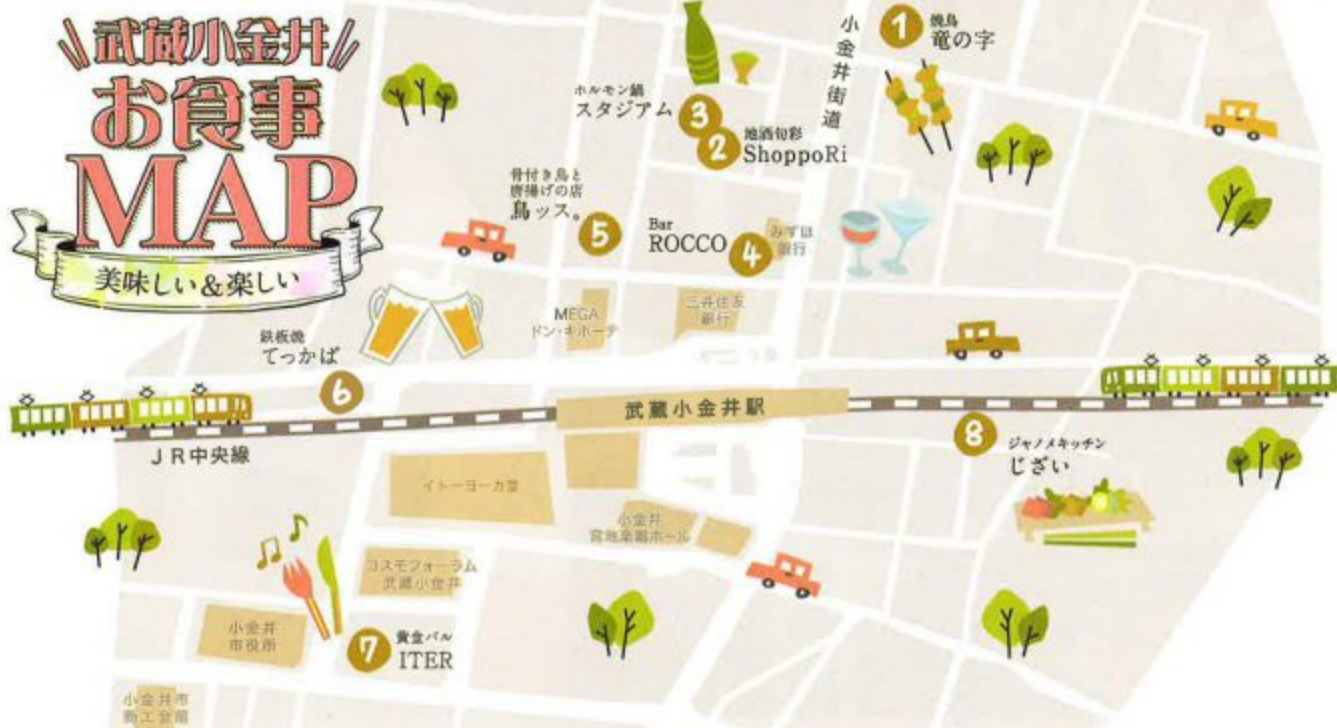 武蔵小金井
お食事
MAP
美味しい&楽しい
小金井街道
1
焼鳥
竜の字
ホルモン鍋
スタジアム
3
2
地酒旬彩
ShoppoRi
骨付き鳥と
唐揚げの店
鳥ッス。
5
Bar
ROCCO
4
みずほ
銀行
MEGA
ドン・キホーテ
三井住友
銀行
鉄板焼
てっかば
6
武蔵小金井駅
JR中央線
8
ジャノメキッチン
じざい
イトーヨーカ堂
小金井
宮地楽器ホール
コスモフォーラム
武蔵小金井
小金井
市役所
7
黄金バル
ITER
小金井市
商工会館